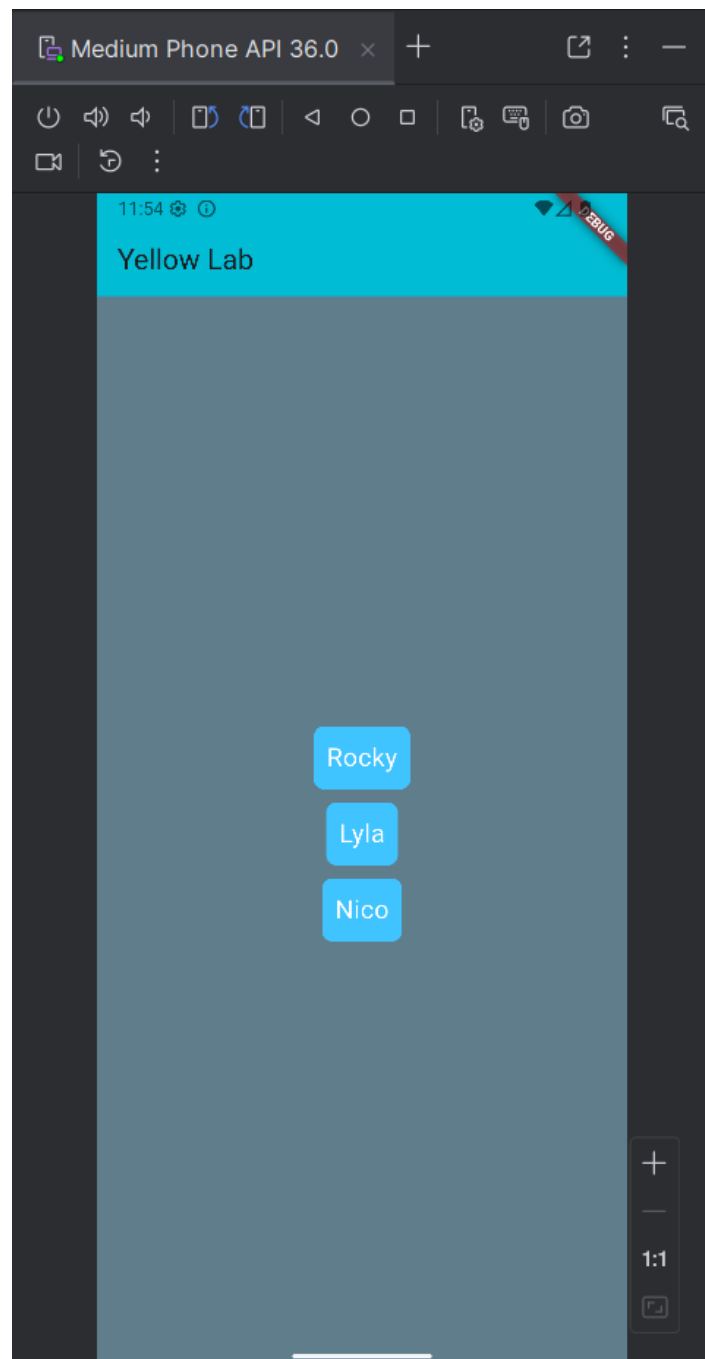 Medium Phone API 36.0
11:54
DEBUG
Yellow Lab
Rocky
Lyla
Nico
1:1